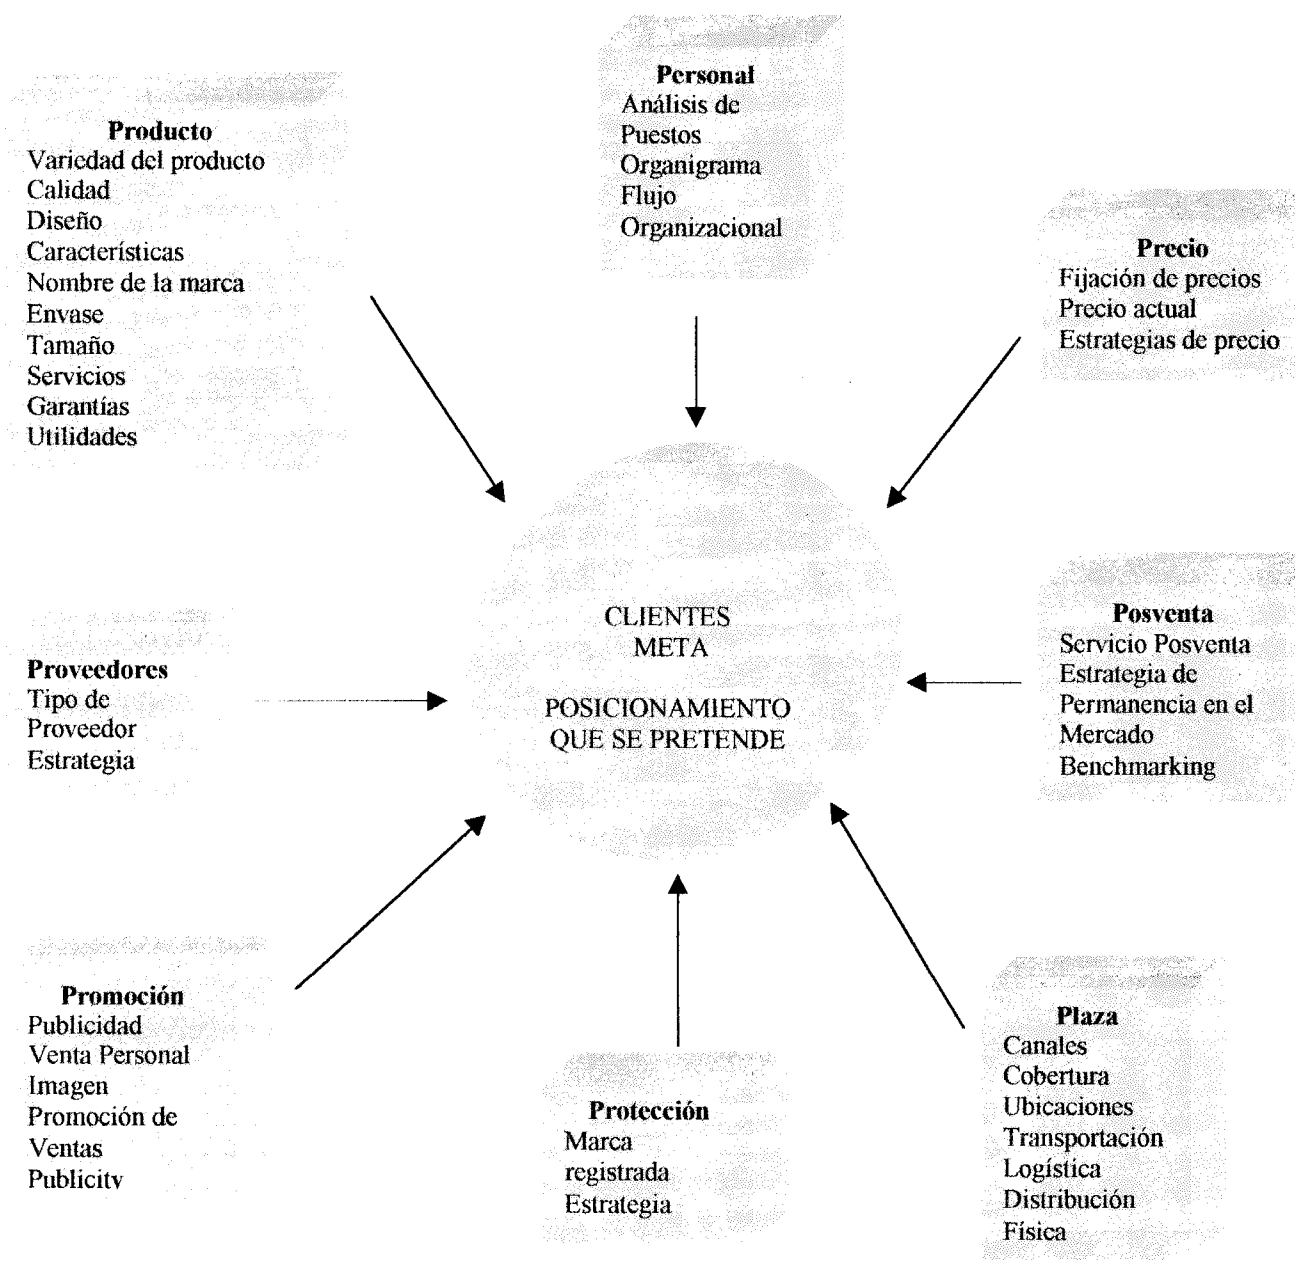 Personal
Análisis de
Puestos
Organigrama
Flujo
Organizacional
Producto
Variedad del producto
Calidad
Diseño
Características
Nombre de la marca
Envase
Tamaño
Servicios
Garantías
Utilidades
Precio
Fijación de precios
Precio actual
Estrategias de precio
CLIENTES
META
POSICIONAMIENTO
QUE SE PRETENDE
Proveedores
Tipo de
Proveedor
Estrategia
Posventa
Servicio Posventa
Estrategia de
Permanencia en el
Mercado
Benchmarking
Promoción
Publicidad
Venta Personal
Imagen
Promoción de
Ventas
Publicity
Protección
Marca
registrada
Estrategia
Plaza
Canales
Cobertura
Ubicaciones
Transportación
Logística
Distribución
Física